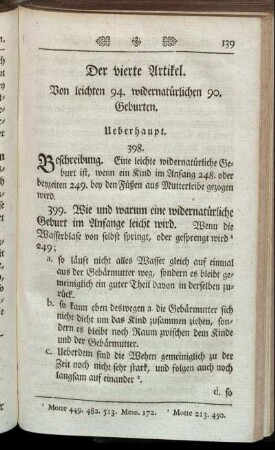 139
Der vierte Artikel.
Von leichten 94. widernatürlichen 90.
Geburten.
Ueberhaupt.
398.
Beschreibung. Eine leichte widernatürliche Ge-
burt ist, wenn ein Kind im Anfang 248. oder
beyzeiten 249. bey den Füßen aus Mutterleibe gezogen
wird.
399. Wie und warum eine widernatürliche
Geburt im Anfange leicht wird. Wenn die
Wasserblase von selbst springt, oder gesprengt wird ¹
249;
a. so läuft nicht alles Wasser gleich auf einmal
aus der Gebärmutter weg, sondern es bleibt ge-
meiniglich ein guter Theil davon in derselben zu-
rück.
b. so kann eben deswegen a. die Gebärmutter sich
nicht dicht um das Kind zusammen ziehen, son-
dern es bleibt noch Raum zwischen dem Kinde
und der Gebärmutter.
c. Ueberdem sind die Wehen gemeiniglich zu der
Zeit noch nicht sehr stark, und folgen auch noch
langsam auf einander ².
d. so
¹ Motte 449. 482. 513. Mem. 172. ² Motte 213. 450.